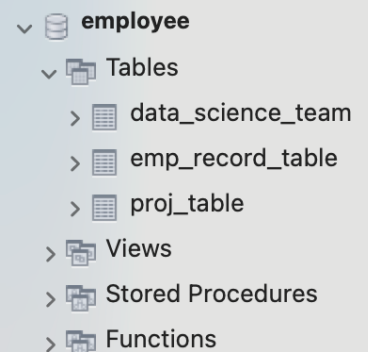 employee
Tables
data_science_team
emp_record_table
proj_table
Views
Stored Procedures
Functions